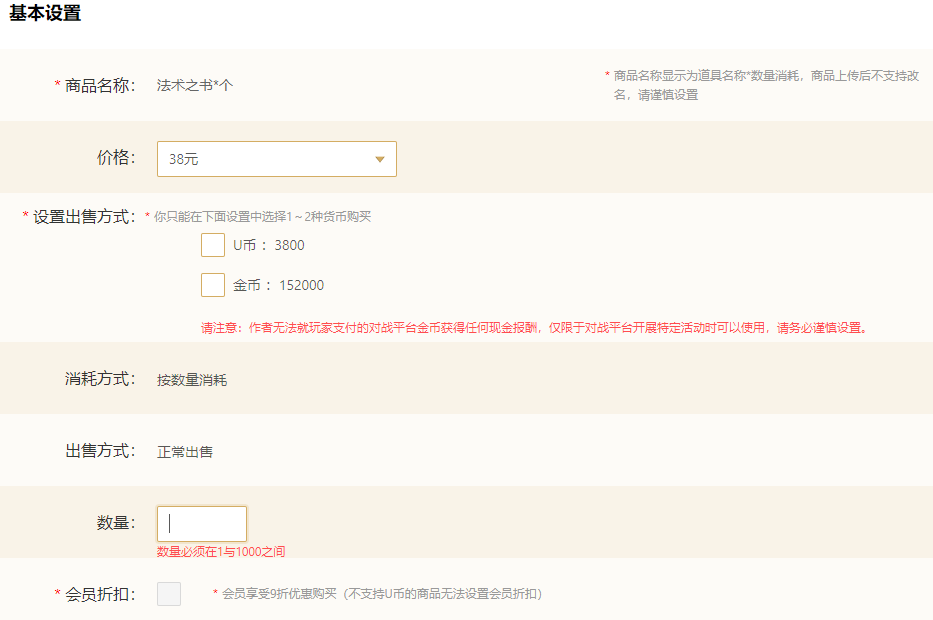 基本设置
* 商品名称： 法术之书*个
* 商品名称显示为道具名称*数量消耗，商品上传后不支持改
名，请谨慎设置
价格： 38元
* 设置出售方式： * 你只能在下面设置中选择1～2种货币购买
U币： 3800
金币： 152000
请注意：作者无法就玩家支付的对战平台金币获得任何现金报酬，仅限于对战平台开展特定活动时可以使用，请务必谨慎设置。
消耗方式： 按数量消耗
出售方式： 正常出售
数量：
数量必须在1与1000之间
* 会员折扣： * 会员享受9折优惠购买（不支持U币的商品无法设置会员折扣）